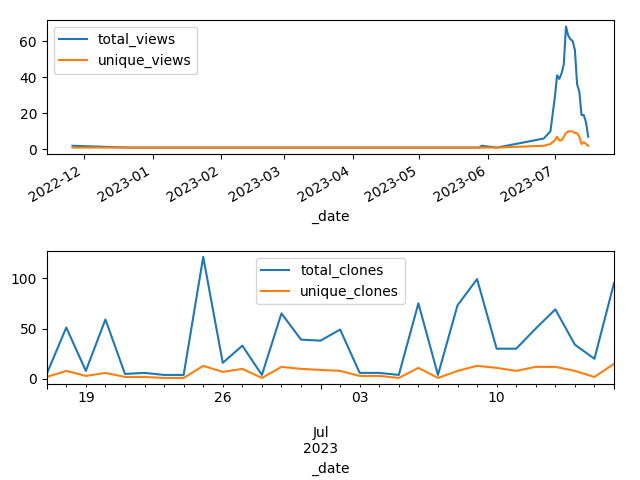 60
40
20
0
total_views
unique_views
2022-12
2023-01
2023-02
2023-03
2023-04
2023-05
2023-06
2023-07
_date
100
50
0
total_clones
unique_clones
19
26
03
10
Jul
2023
_date